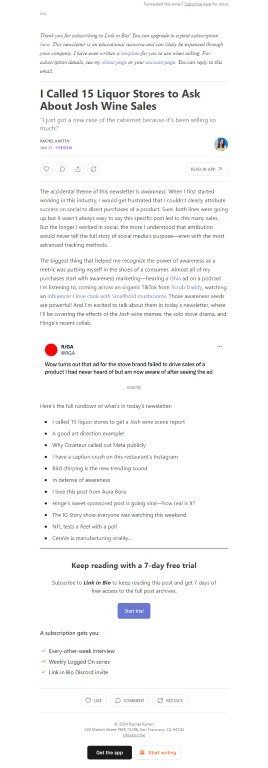 Forwarded this email? Subscribe here for more
Thank you for subscribing to Link in Bio! You can upgrade to a paid subscription
here. This newsletter is an educational resource and can likely be expensed through
your company. I have even written a template for you to use when asking. For
subscription details, see my about page or your account page. You can reply to this
email.
I Called 15 Liquor Stores to Ask
About Josh Wine Sales
"I just got a new case of the cabernet because it's been selling so
much!"
RACHEL KARTEN
JAN 21 ∙ PREVIEW
READ IN APP
The accidental theme of this newsletter is awareness. When I first started
working in this industry, I would get frustrated that I couldn't clearly attribute
success on social to direct purchases of a product. Sure, both lines were going
up but it wasn't always easy to say this specific post led to this many sales.
But the longer I worked in social, the more I understood that attribution
would never tell the full story of social media's purpose—even with the most
advanced tracking methods.
The biggest thing that helped me recognize the power of awareness as a
metric was putting myself in the shoes of a consumer. Almost all of my
purchases start with awareness marketing—hearing a Ghia ad on a podcast
I'm listening to, coming across an organic TikTok from Scrub Daddy, watching
an influencer I love cook with Smallhold mushrooms. Those awareness seeds
are powerful! And I'm excited to talk about them in today's newsletter, where
I'll be covering the effects of the Josh wine memes, the solo stove drama, and
Hinge's recent collab.
R/GA
@RGA
Wow turns out that ad for the stove brand failed to drive sales of a
product I had never heard of but am now aware of after seeing the ad
exactly
Here's the full rundown of what's in today's newsletter:
• I called 15 liquor stores to get a Josh wine scene report
• A good art direction example!
• Why Coveteur called out Meta publicly
• I have a caption crush on this restaurant's Instagram
• Bird chirping is the new trending sound
• In defense of awareness
• I love this post from Aura Bora
• Hinge's sweet sponsored post is going viral—how real is it?
• The IG Story show everyone was watching this weekend
• NFL tests a Reel with a poll
• CeraVe is manufacturing virality...
Keep reading with a 7-day free trial
Subscribe to Link in Bio to keep reading this post and get 7 days of
free access to the full post archives.
Start trial
A subscription gets you:
✓ Every-other-week interview
✓ Weekly Logged On series
✓ Link in Bio Discord invite
LIKE
COMMENT
RESTACK
© 2024 Rachel Karten
548 Market Street PMB 72296, San Francisco, CA 94104
Unsubscribe
Get the app
Start writing